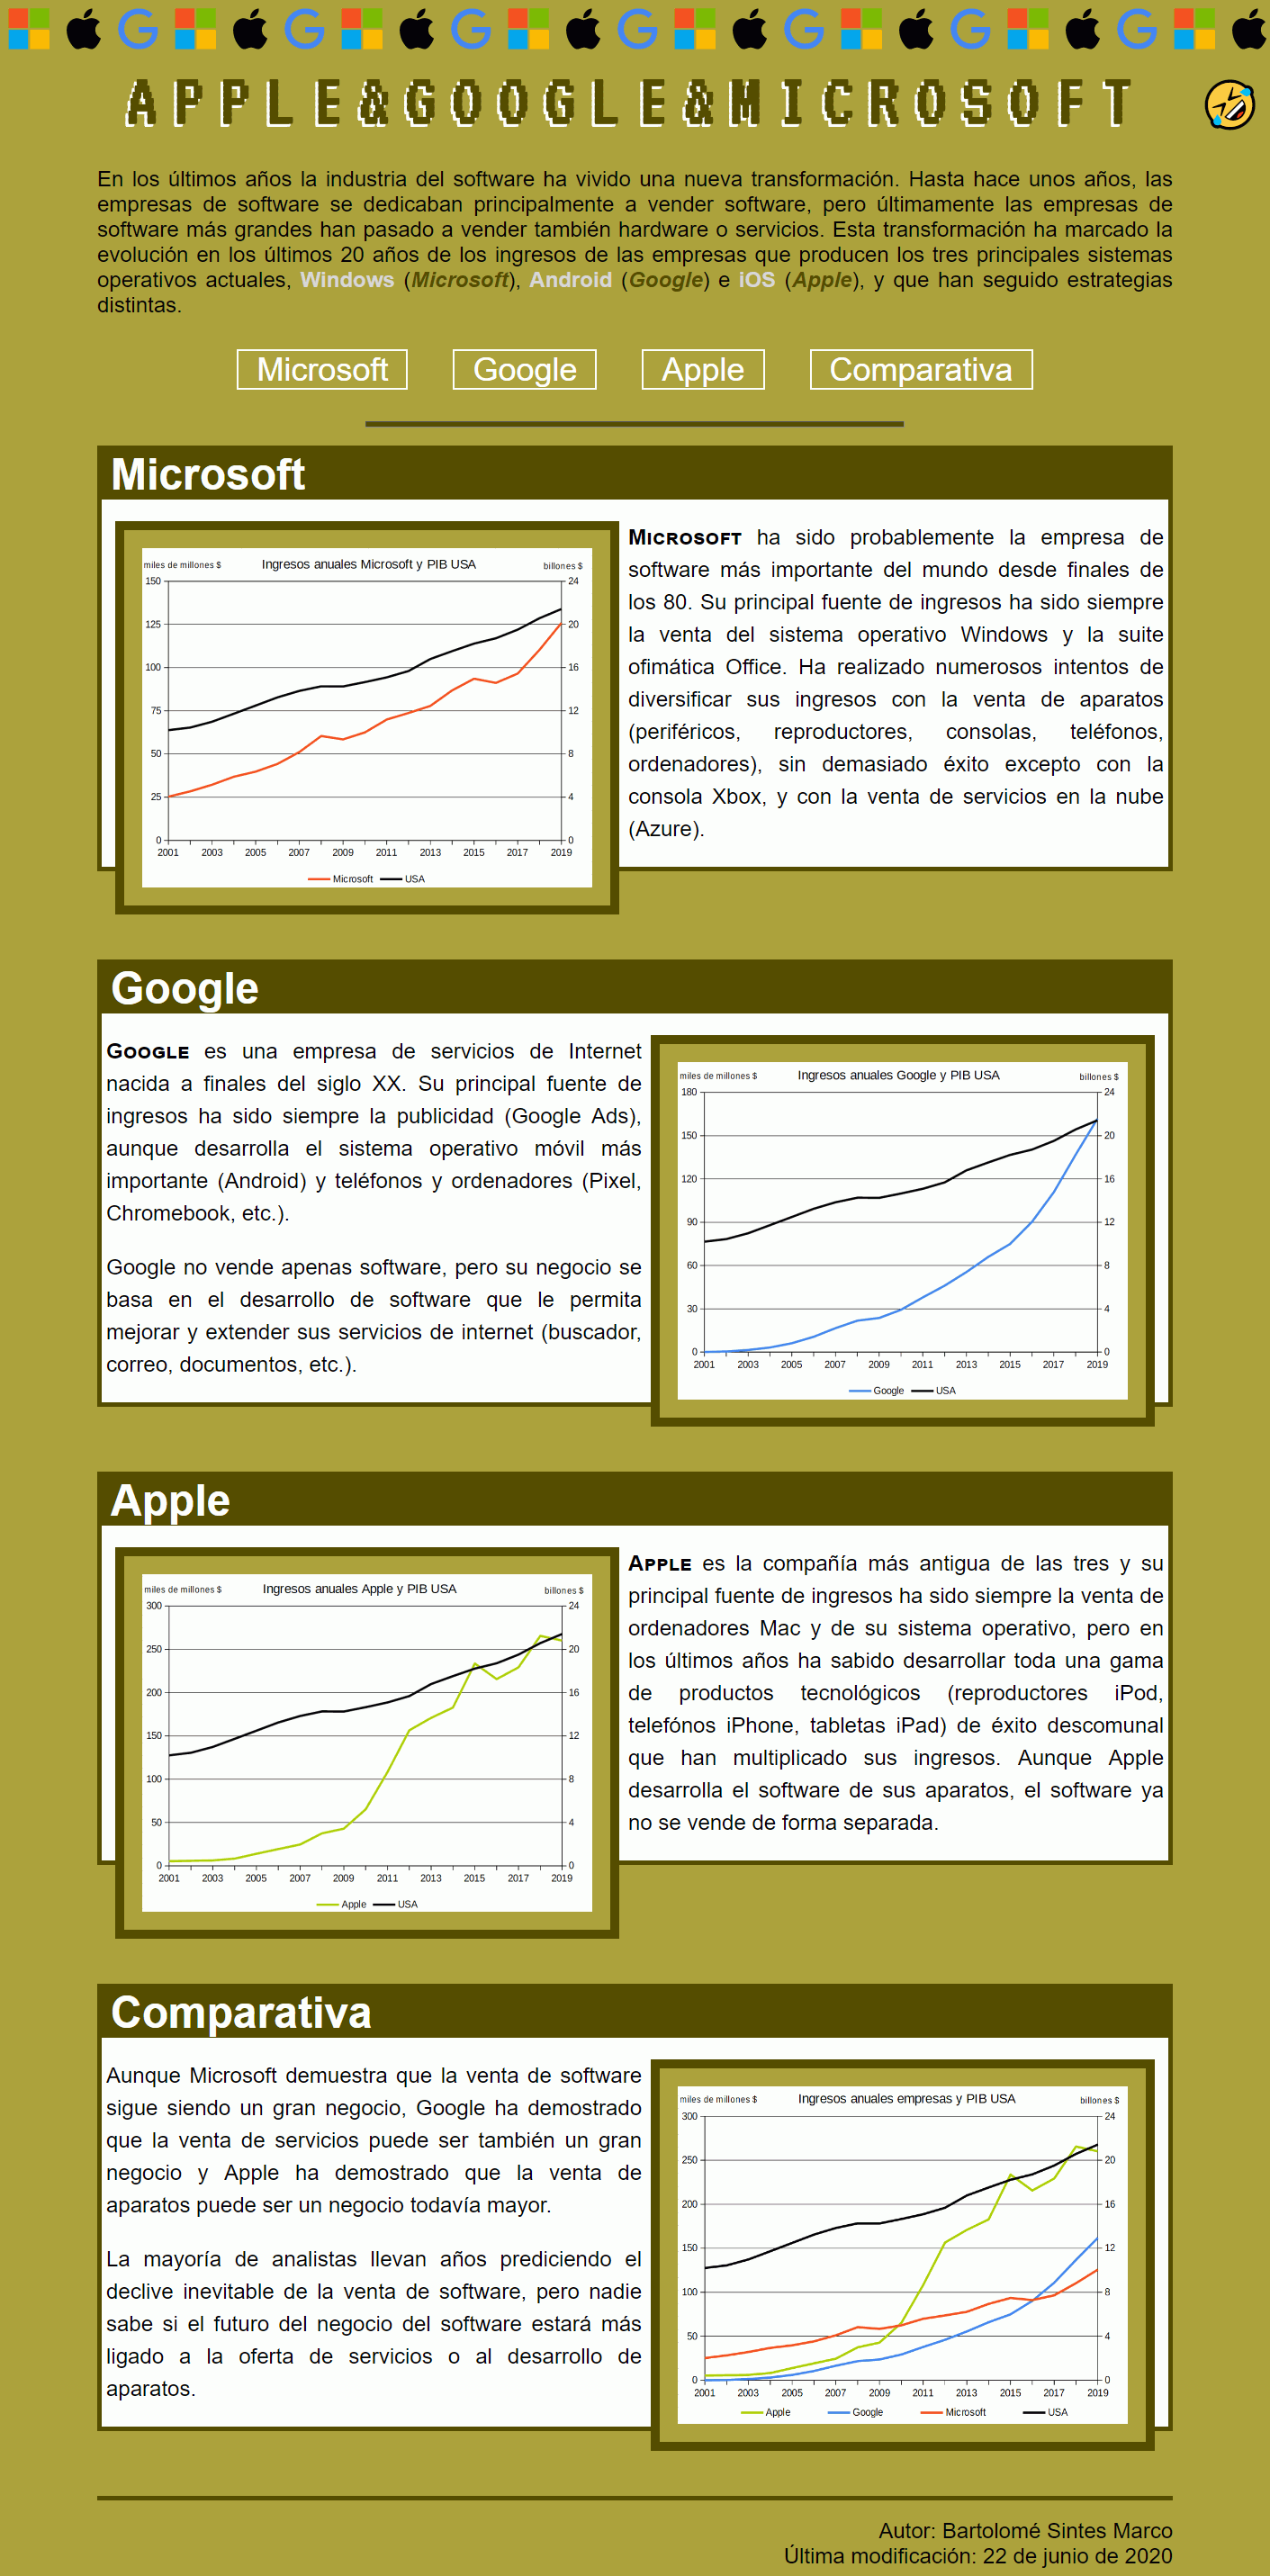 APPLE&GOOGLE&MICROSOFT
En los últimos años la industria del software ha vivido una nueva transformación. Hasta hace unos años, las
empresas de software se dedicaban principalmente a vender software, pero últimamente las empresas de
software más grandes han pasado a vender también hardware o servicios. Esta transformación ha marcado la
evolución en los últimos 20 años de los ingresos de las empresas que producen los tres principales sistemas
operativos actuales, Windows (Microsoft), Android (Google) e iOS (Apple), y que han seguido estrategias
distintas.
Microsoft Google Apple Comparativa
Microsoft
miles de millones $ Ingresos anuales Microsoft y PIB USA billones $
150 24
125 20
100 16
75 12
50 8
25 4
0 0
2001 2003 2005 2007 2009 2011 2013 2015 2017 2019
Microsoft USA
MICROSOFT ha sido probablemente la empresa de
software más importante del mundo desde finales de
los 80. Su principal fuente de ingresos ha sido siempre
la venta del sistema operativo Windows y la suite
ofimática Office. Ha realizado numerosos intentos de
diversificar sus ingresos con la venta de aparatos
(periféricos, reproductores, consolas, teléfonos,
ordenadores), sin demasiado éxito excepto con la
consola Xbox, y con la venta de servicios en la nube
(Azure).
Google
GOOGLE es una empresa de servicios de Internet
nacida a finales del siglo XX. Su principal fuente de
ingresos ha sido siempre la publicidad (Google Ads),
aunque desarrolla el sistema operativo móvil más
importante (Android) y teléfonos y ordenadores (Pixel,
Chromebook, etc.).
Google no vende apenas software, pero su negocio se
basa en el desarrollo de software que le permita
mejorar y extender sus servicios de internet (buscador,
correo, documentos, etc.).
miles de millones $ Ingresos anuales Google y PIB USA billones $
180 24
150 20
120 16
90 12
60 8
30 4
0 0
2001 2003 2005 2007 2009 2011 2013 2015 2017 2019
Google USA
Apple
miles de millones $ Ingresos anuales Apple y PIB USA billones $
300 24
250 20
200 16
150 12
100 8
50 4
0 0
2001 2003 2005 2007 2009 2011 2013 2015 2017 2019
Apple USA
APPLE es la compañía más antigua de las tres y su
principal fuente de ingresos ha sido siempre la venta de
ordenadores Mac y de su sistema operativo, pero en
los últimos años ha sabido desarrollar toda una gama
de productos tecnológicos (reproductores iPod,
telefónos iPhone, tabletas iPad) de éxito descomunal
que han multiplicado sus ingresos. Aunque Apple
desarrolla el software de sus aparatos, el software ya
no se vende de forma separada.
Comparativa
Aunque Microsoft demuestra que la venta de software
sigue siendo un gran negocio, Google ha demostrado
que la venta de servicios puede ser también un gran
negocio y Apple ha demostrado que la venta de
aparatos puede ser un negocio todavía mayor.
La mayoría de analistas llevan años prediciendo el
declive inevitable de la venta de software, pero nadie
sabe si el futuro del negocio del software estará más
ligado a la oferta de servicios o al desarrollo de
aparatos.
miles de millones $ Ingresos anuales empresas y PIB USA billones $
300 24
250 20
200 16
150 12
100 8
50 4
0 0
2001 2003 2005 2007 2009 2011 2013 2015 2017 2019
Apple Google Microsoft USA
Autor: Bartolomé Sintes Marco
Última modificación: 22 de junio de 2020